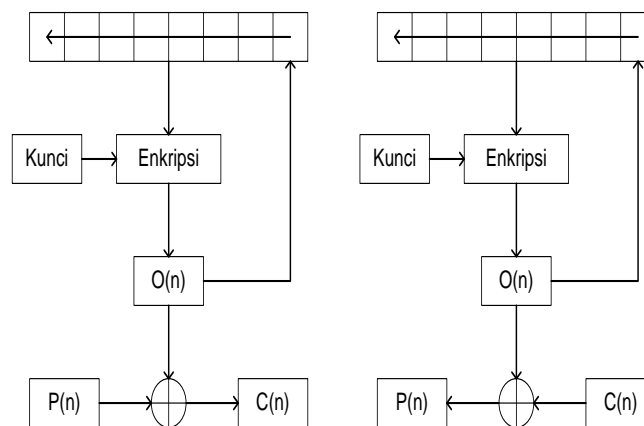 Kunci Enkripsi Kunci Enkripsi
O(n) O(n)
P(n) C(n) P(n) C(n)